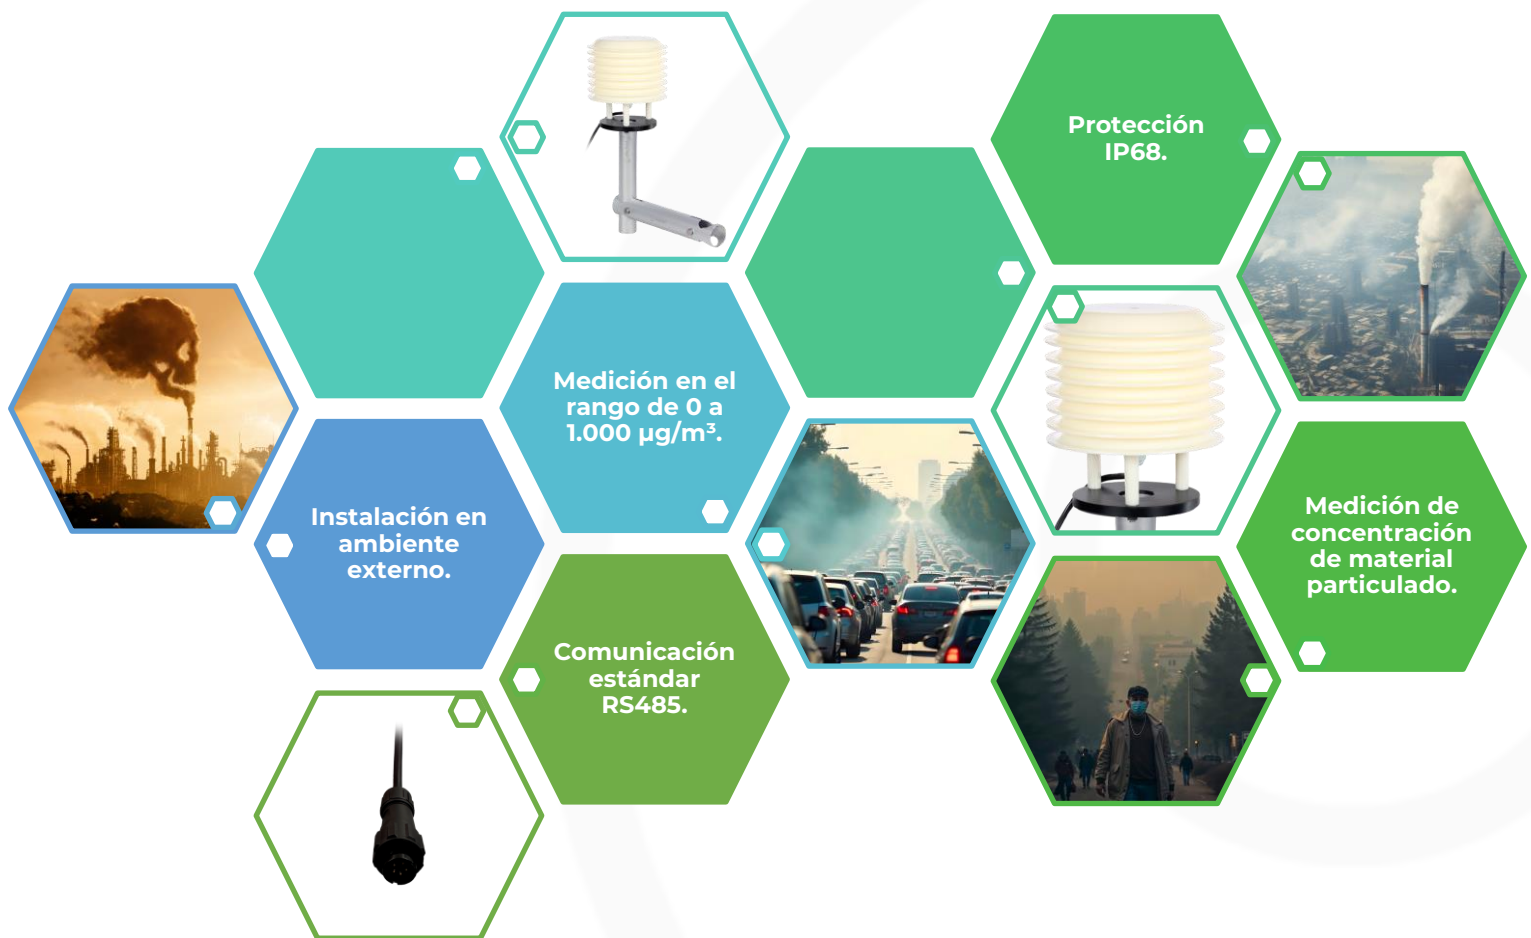 Protección
IP68.
Medición en el
rango de 0 a
1.000 µg/m³.
Instalación en
ambiente
externo.
Medición de
concentración
de material
particulado.
Comunicación
estándar
RS485.